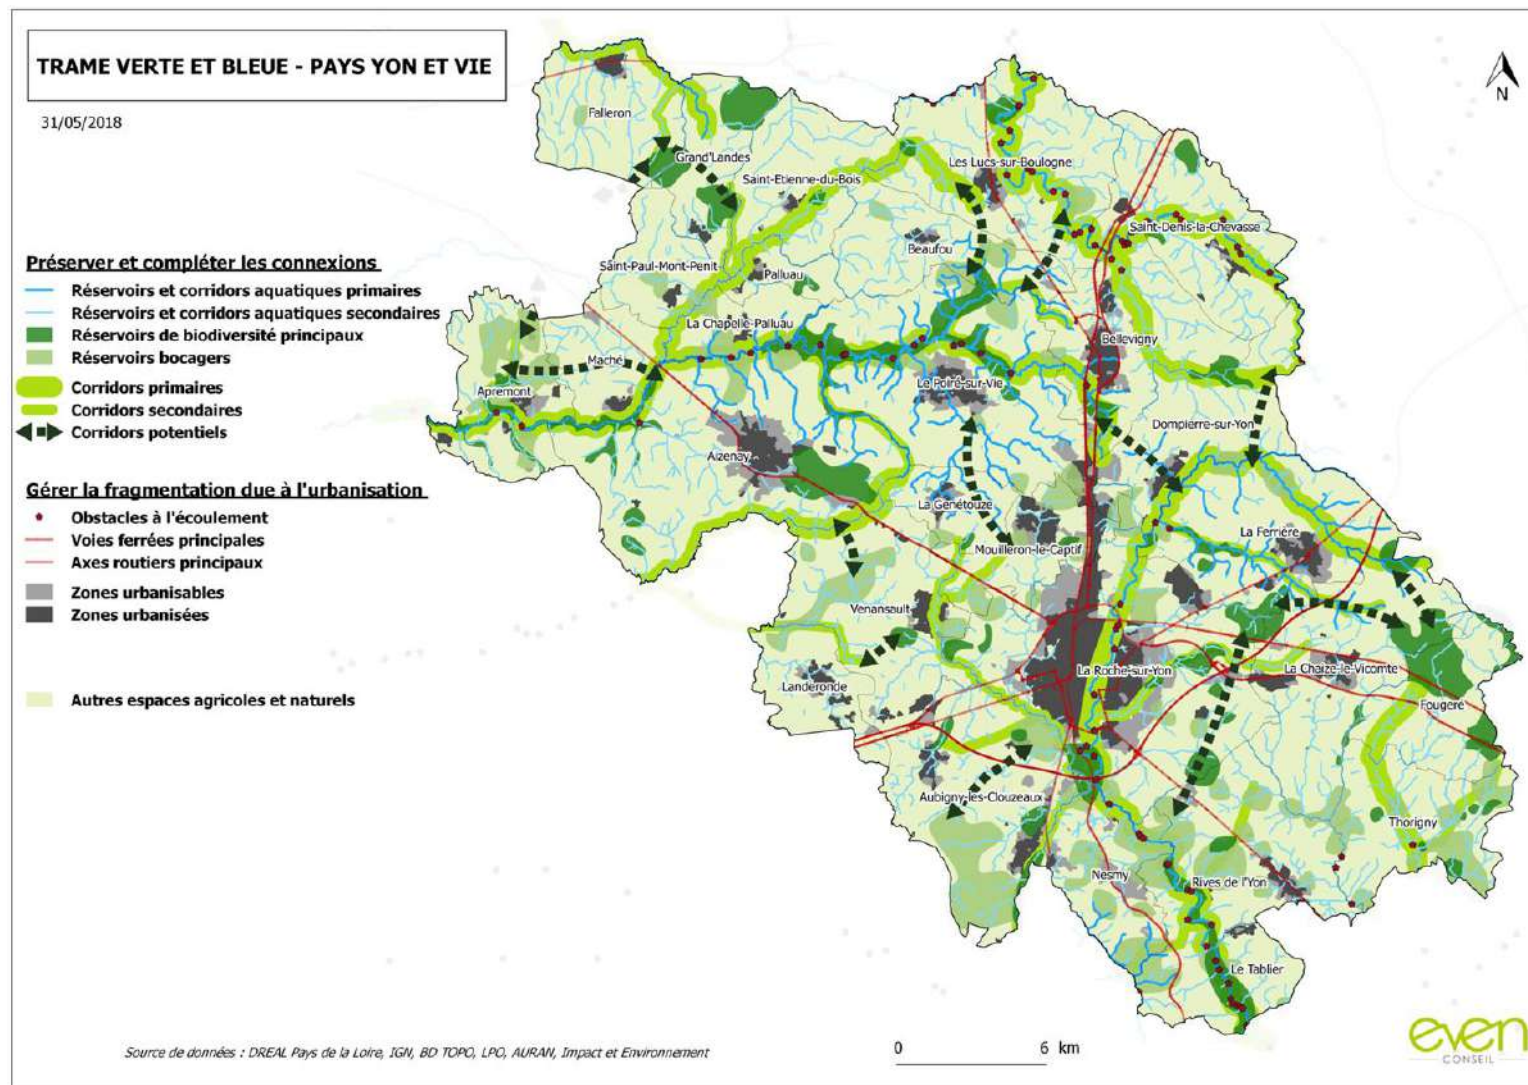 TRAME VERTE ET BLEUE - PAYS YON ET VIE
31/05/2018
N
Préserver et compléter les connexions
Réservoirs et corridors aquatiques primaires
Réservoirs et corridors aquatiques secondaires
Réservoirs de biodiversité principaux
Réservoirs bocagers
Corridors primaires
Corridors secondaires
Corridors potentiels
Gérer la fragmentation due à l'urbanisation
Obstacles à l'écoulement
Voies ferrées principales
Axes routiers principaux
Zones urbanisables
Zones urbanisées
Autres espaces agricoles et naturels
Falleron
Grand'Landes
Saint-Etienne-du-Bois
Les Lucs-sur-Boulogne
Saint-Denis-la-Chevasse
Beaufou
Saint-Paul-Mont-Penit
Palluau
La Chapelle-Palluau
Bellevigny
Maché
Apremont
Le Poiré-sur-Vie
Dompierre-sur-Yon
Aizenay
La Génétouze
La Ferrière
Mouilleron-le-Captif
Venansault
La Roche-sur-Yon
La Chaize-le-Vicomte
Landeronde
Fougeré
Aubigny-les-Clouzeaux
Thorigny
Nesmy
Rives de l'Yon
Le Tablier
Source de données : DREAL Pays de la Loire, IGN, BD TOPO, LPO, AURAN, Impact et Environnement
0 6 km
even
CONSEIL